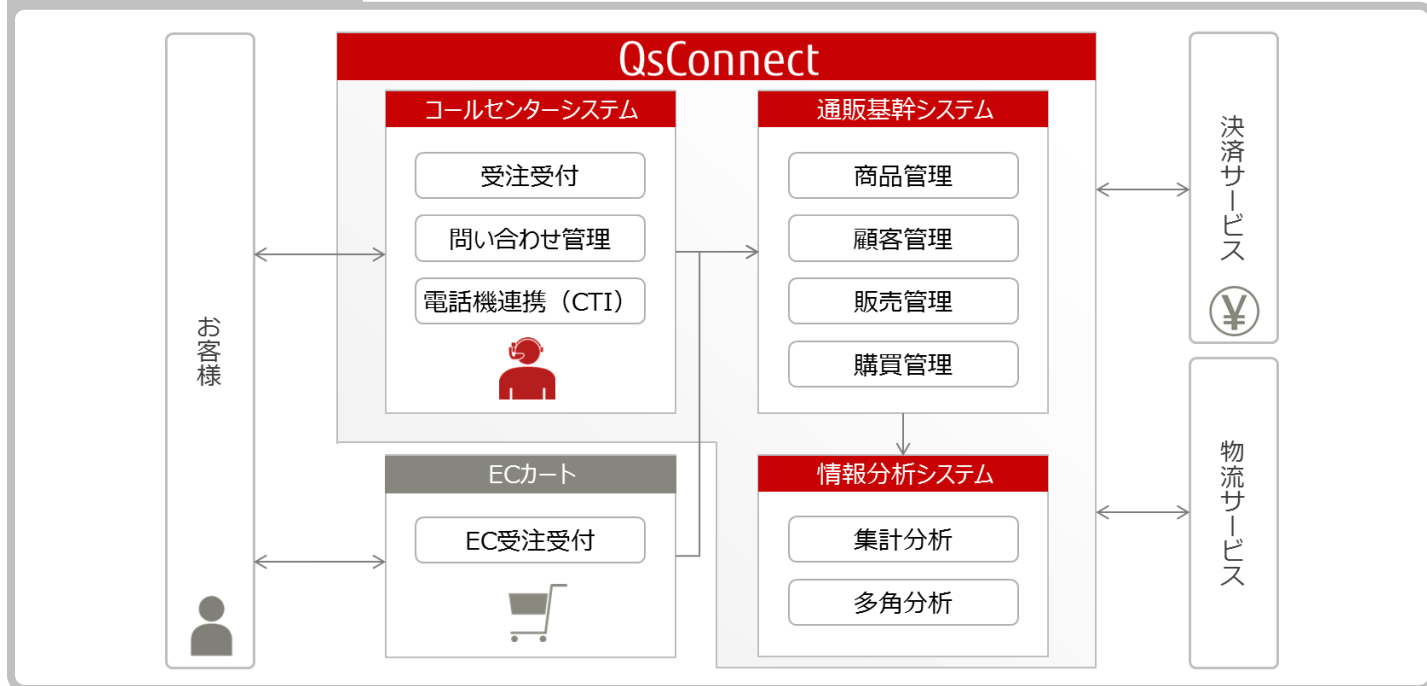 QsConnect
お客様
コールセンターシステム
受注受付
問い合わせ管理
電話機連携（CTI）
ECカート
EC受注受付
通販基幹システム
商品管理
顧客管理
販売管理
購買管理
情報分析システム
集計分析
多角分析
決済サービス
¥
物流サービス